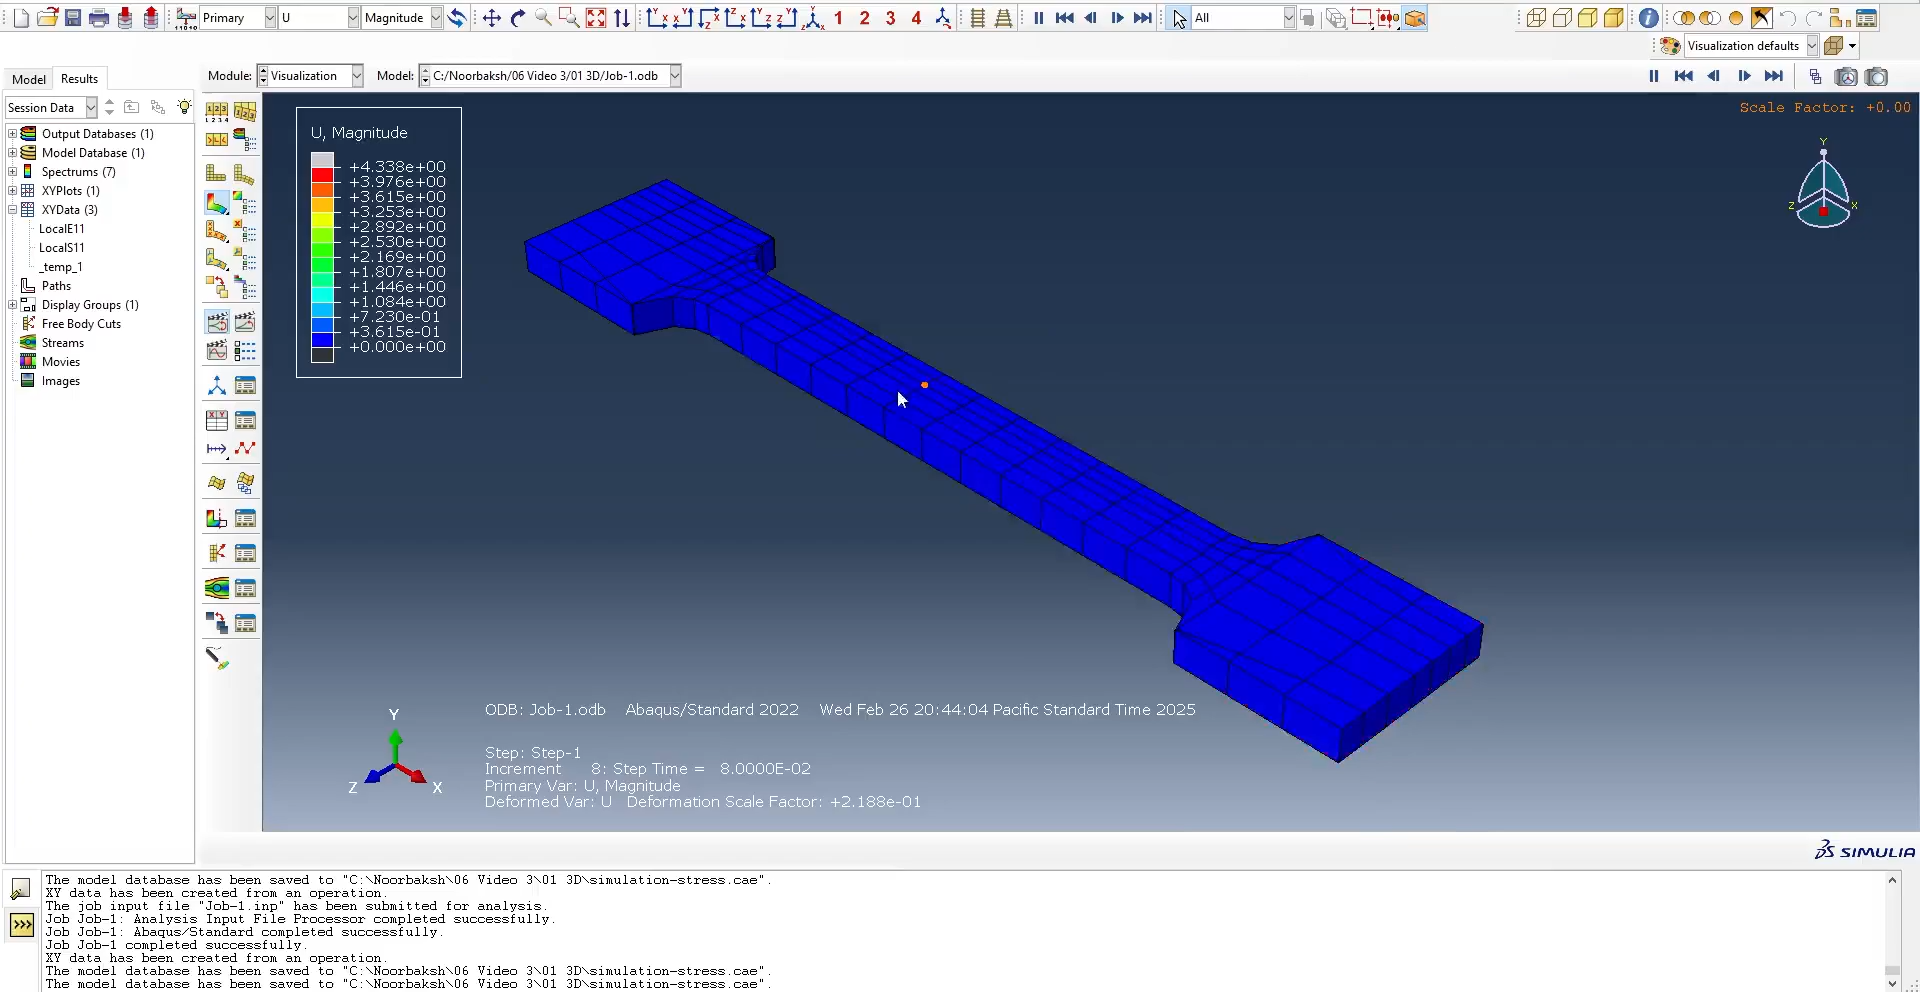 Primary U Magnitude 1 2 3 4 All
Visualization defaults
Model Results Module: Visualization Model: C:/Noorbaksh/06 Video 3/01 3D/Job-1.odb
Session Data
Scale Factor: +0.00
Output Databases (1)
Model Database (1)
Spectrums (7)
XYPlots (1)
XYData (3)
LocalE11
LocalS11
_temp_1
Paths
Display Groups (1)
Free Body Cuts
Streams
Movies
Images
U, Magnitude
+4.338e+00
+3.976e+00
+3.615e+00
+3.253e+00
+2.892e+00
+2.530e+00
+2.169e+00
+1.807e+00
+1.446e+00
+1.084e+00
+7.230e-01
+3.615e-01
+0.000e+00
Y
Z X
Y
Z X
ODB: Job-1.odb Abaqus/Standard 2022 Wed Feb 26 20:44:04 Pacific Standard Time 2025
Step: Step-1
Increment 8: Step Time = 8.0000E-02
Primary Var: U, Magnitude
Deformed Var: U Deformation Scale Factor: +2.188e-01
SIMULIA
The model database has been saved to "C:\Noorbaksh\06 Video 3\01 3D\simulation-stress.cae".
XY data has been created from an operation.
The job input file "Job-1.inp" has been submitted for analysis.
Job Job-1: Analysis Input File Processor completed successfully.
Job Job-1: Abaqus/Standard completed successfully.
Job Job-1 completed successfully.
XY data has been created from an operation.
The model database has been saved to "C:\Noorbaksh\06 Video 3\01 3D\simulation-stress.cae".
The model database has been saved to "C:\Noorbaksh\06 Video 3\01 3D\simulation-stress.cae".